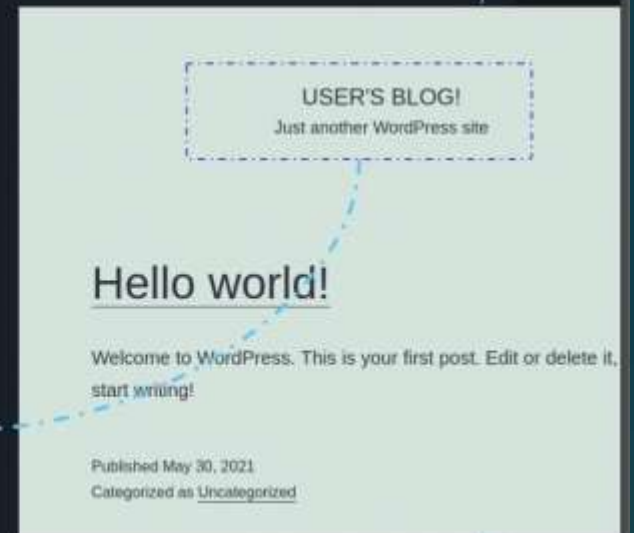 USER'S BLOG!
Just another WordPress site
Hello world!
Welcome to WordPress. This is your first post. Edit or delete it,
start writing!
Published May 30, 2021
Categorized as Uncategorized